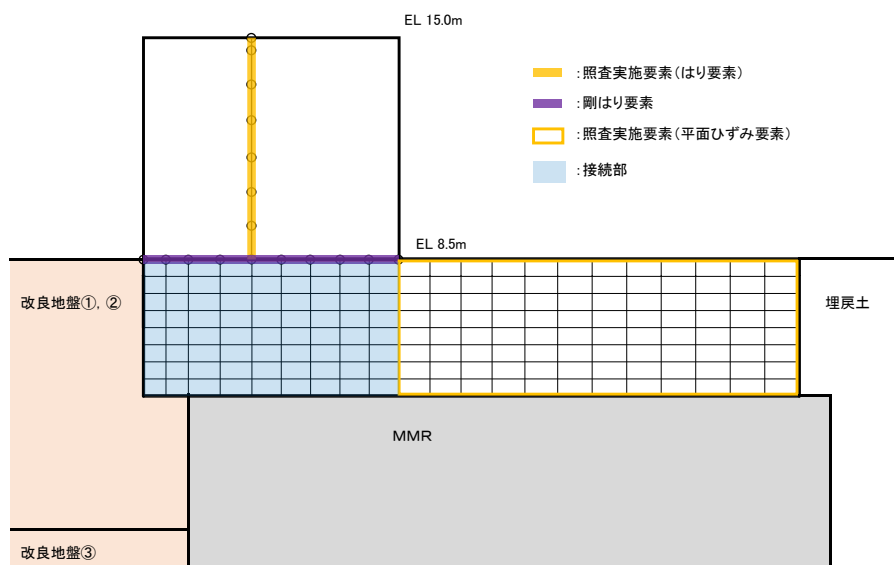 EL 15.0m
：照査実施要素（はり要素）
：剛はり要素
：照査実施要素（平面ひずみ要素）
：接続部
EL 8.5m
改良地盤①，②
埋戻土
ＭＭＲ
改良地盤③